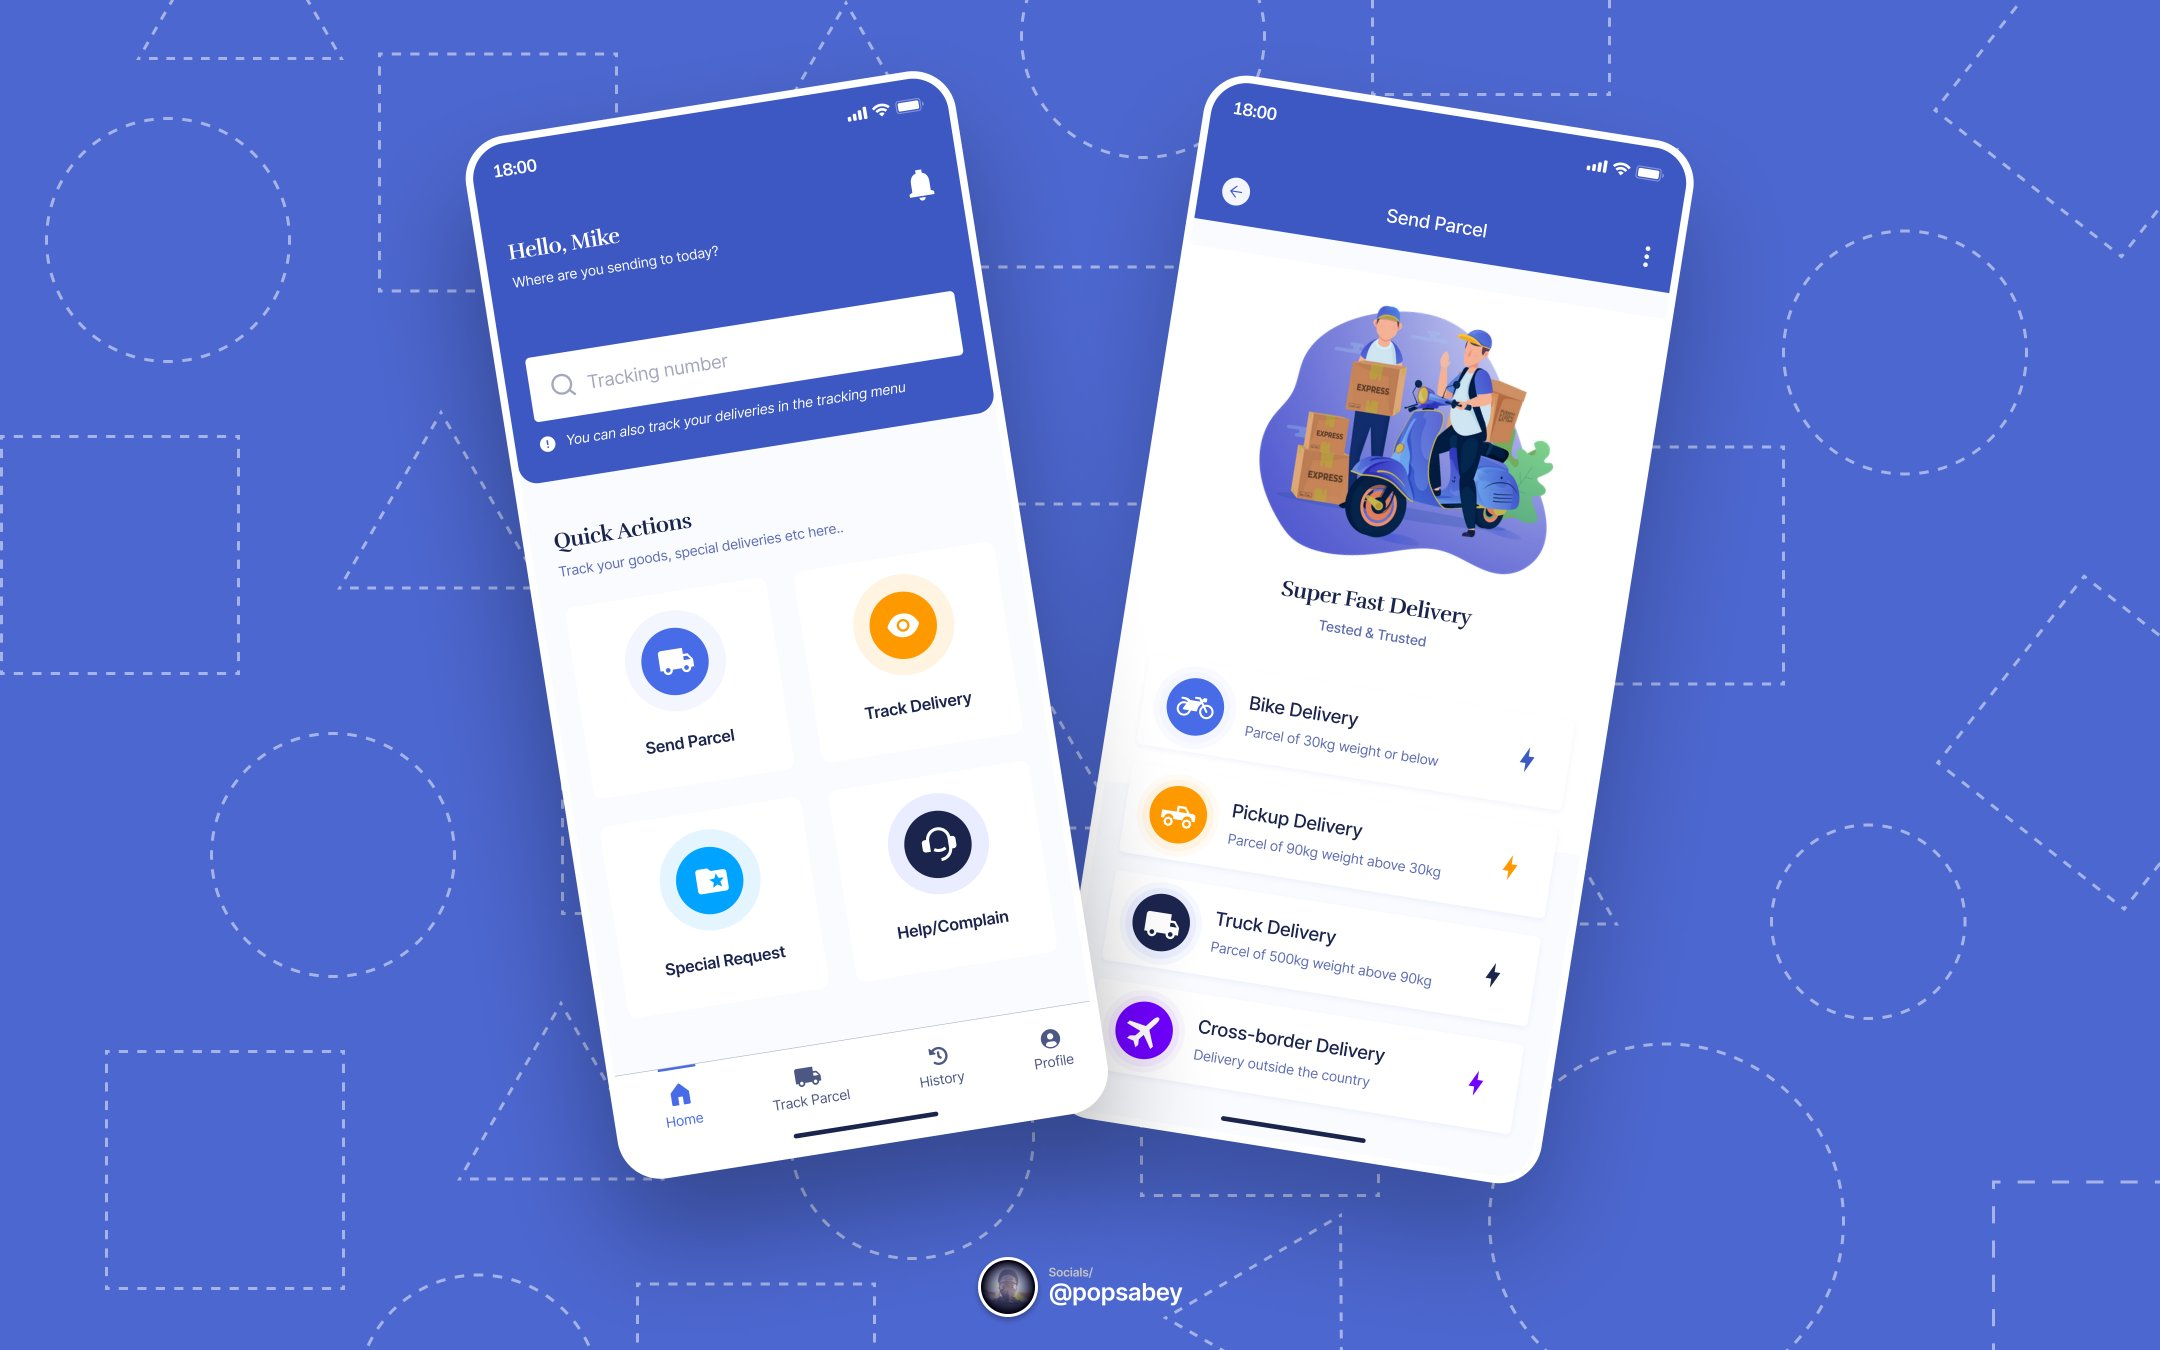 18:00
Hello, Mike
Where are you sending to today?
Tracking number
You can also track your deliveries in the tracking menu
Quick Actions
Track your goods, special deliveries etc here..
Send Parcel
Track Delivery
Special Request
Help/Complain
Home
Track Parcel
History
Profile
18:00
Send Parcel
EXPRESS
EXPRESS
EXPRESS
Super Fast Delivery
Tested & Trusted
Bike Delivery
Parcel of 30kg weight or below
Pickup Delivery
Parcel of 90kg weight above 30kg
Truck Delivery
Parcel of 500kg weight above 90kg
Cross-border Delivery
Delivery outside the country
Socials/
@popsabey